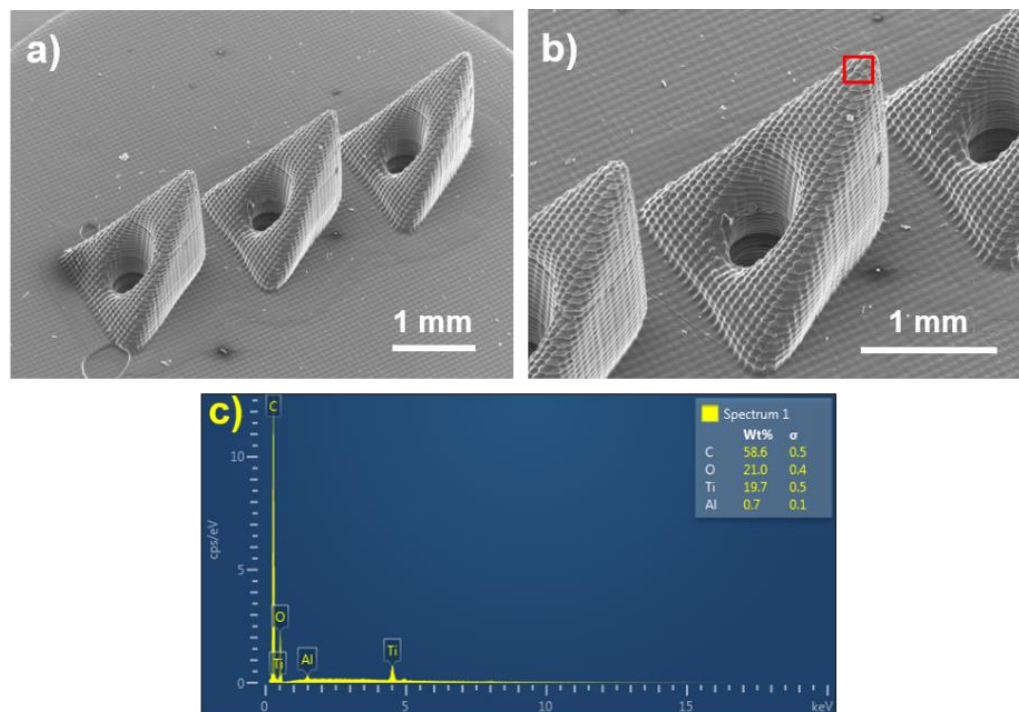 a)
1 mm
b)
1 mm
c)
C
10
cps/eV
5
O
Ti
Al
Ti
0
0
5
10
15
keV
Spectrum 1
Wt% σ
C 58.6 0.5
O 21.0 0.4
Ti 19.7 0.5
Al 0.7 0.1